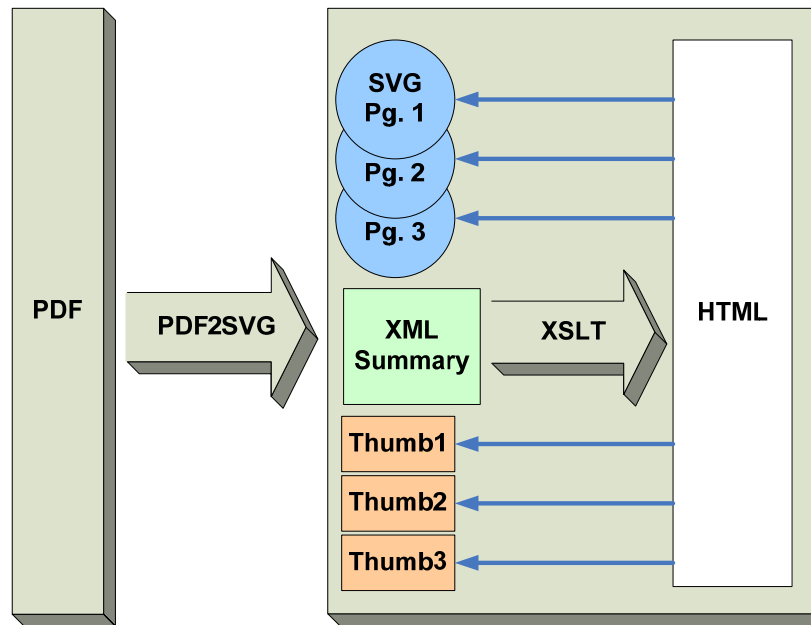 PDF
PDF2SVG
SVG
Pg. 1
Pg. 2
Pg. 3
XML
Summary
XSLT
HTML
Thumb1
Thumb2
Thumb3